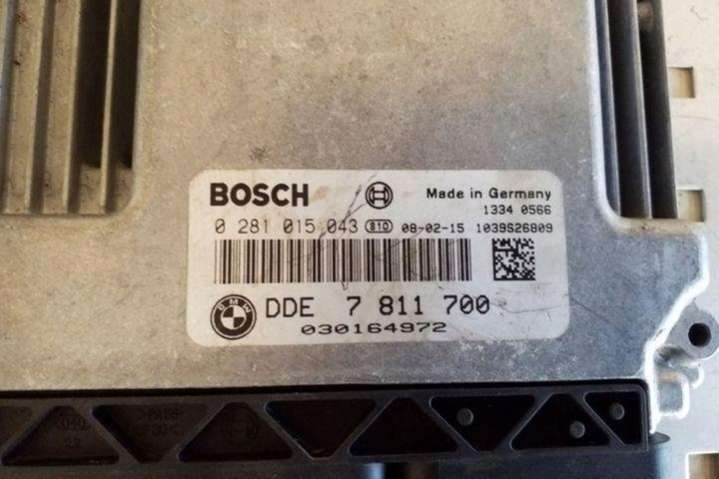 BOSCH Made in Germany
1334 0566
0 281 015 043 810 08-02-15 1039S26809
BMW DDE 7 811 700
030164972